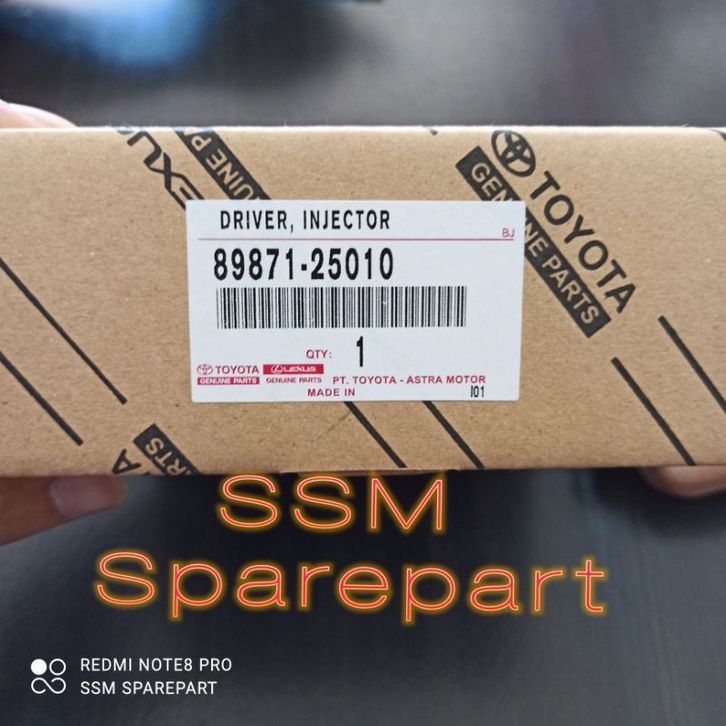 DRIVER, INJECTOR
BJ
89871-25010
QTY: 1
TOYOTA LEXUS
GENUINE PARTS GENUINE PARTS PT. TOYOTA - ASTRA MOTOR
MADE IN I01
TOYOTA
GENUINE PARTS
SSM
Sparepart
REDMI NOTE8 PRO
SSM SPAREPART